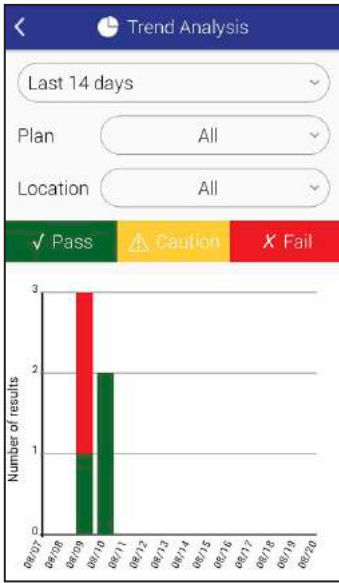 Trend Analysis
Last 14 days
Plan All
Location All
√ Pass ⚠ Caution X Fail
3
2
1
0
Number of results
08/07 08/08 08/09 08/10 08/11 08/12 08/13 08/14 08/15 08/16 08/17 08/18 08/19 08/20